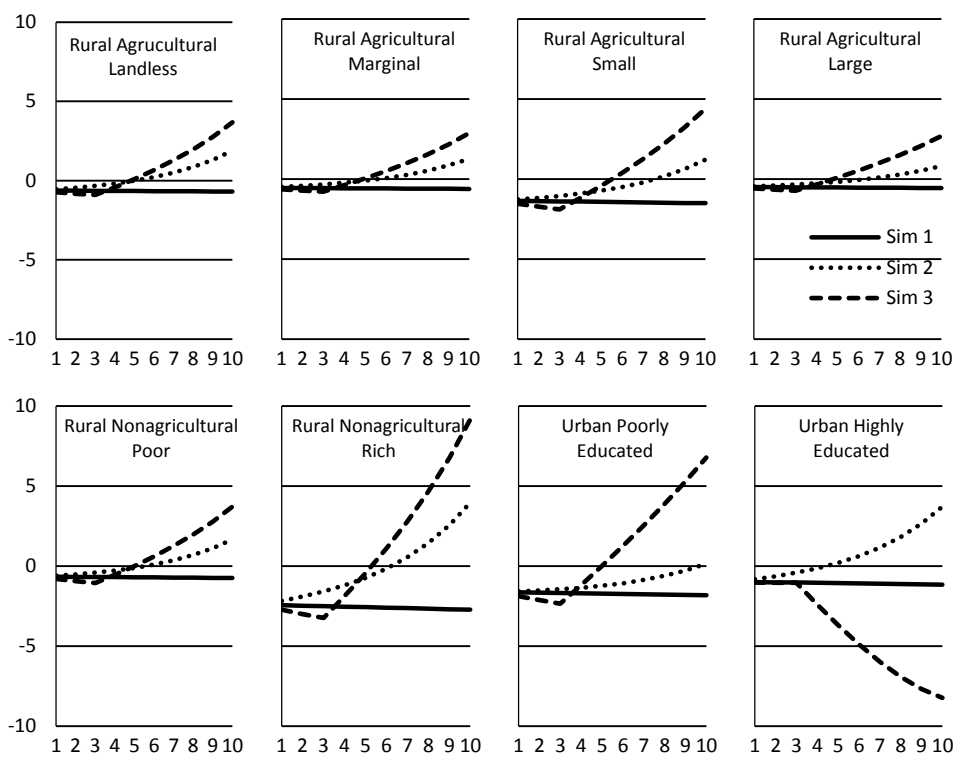 10
5
0
-5
-10
Rural Agrucultural
Landless
1 2 3 4 5 6 7 8 9 10
Rural Agricultural
Marginal
1 2 3 4 5 6 7 8 9 10
Rural Agricultural
Small
1 2 3 4 5 6 7 8 9 10
Rural Agricultural
Large
Sim 1
Sim 2
Sim 3
1 2 3 4 5 6 7 8 9 10
10
5
0
-5
-10
Rural Nonagricultural
Poor
1 2 3 4 5 6 7 8 9 10
Rural Nonagricultural
Rich
1 2 3 4 5 6 7 8 9 10
Urban Poorly
Educated
1 2 3 4 5 6 7 8 9 10
Urban Highly
Educated
1 2 3 4 5 6 7 8 9 10